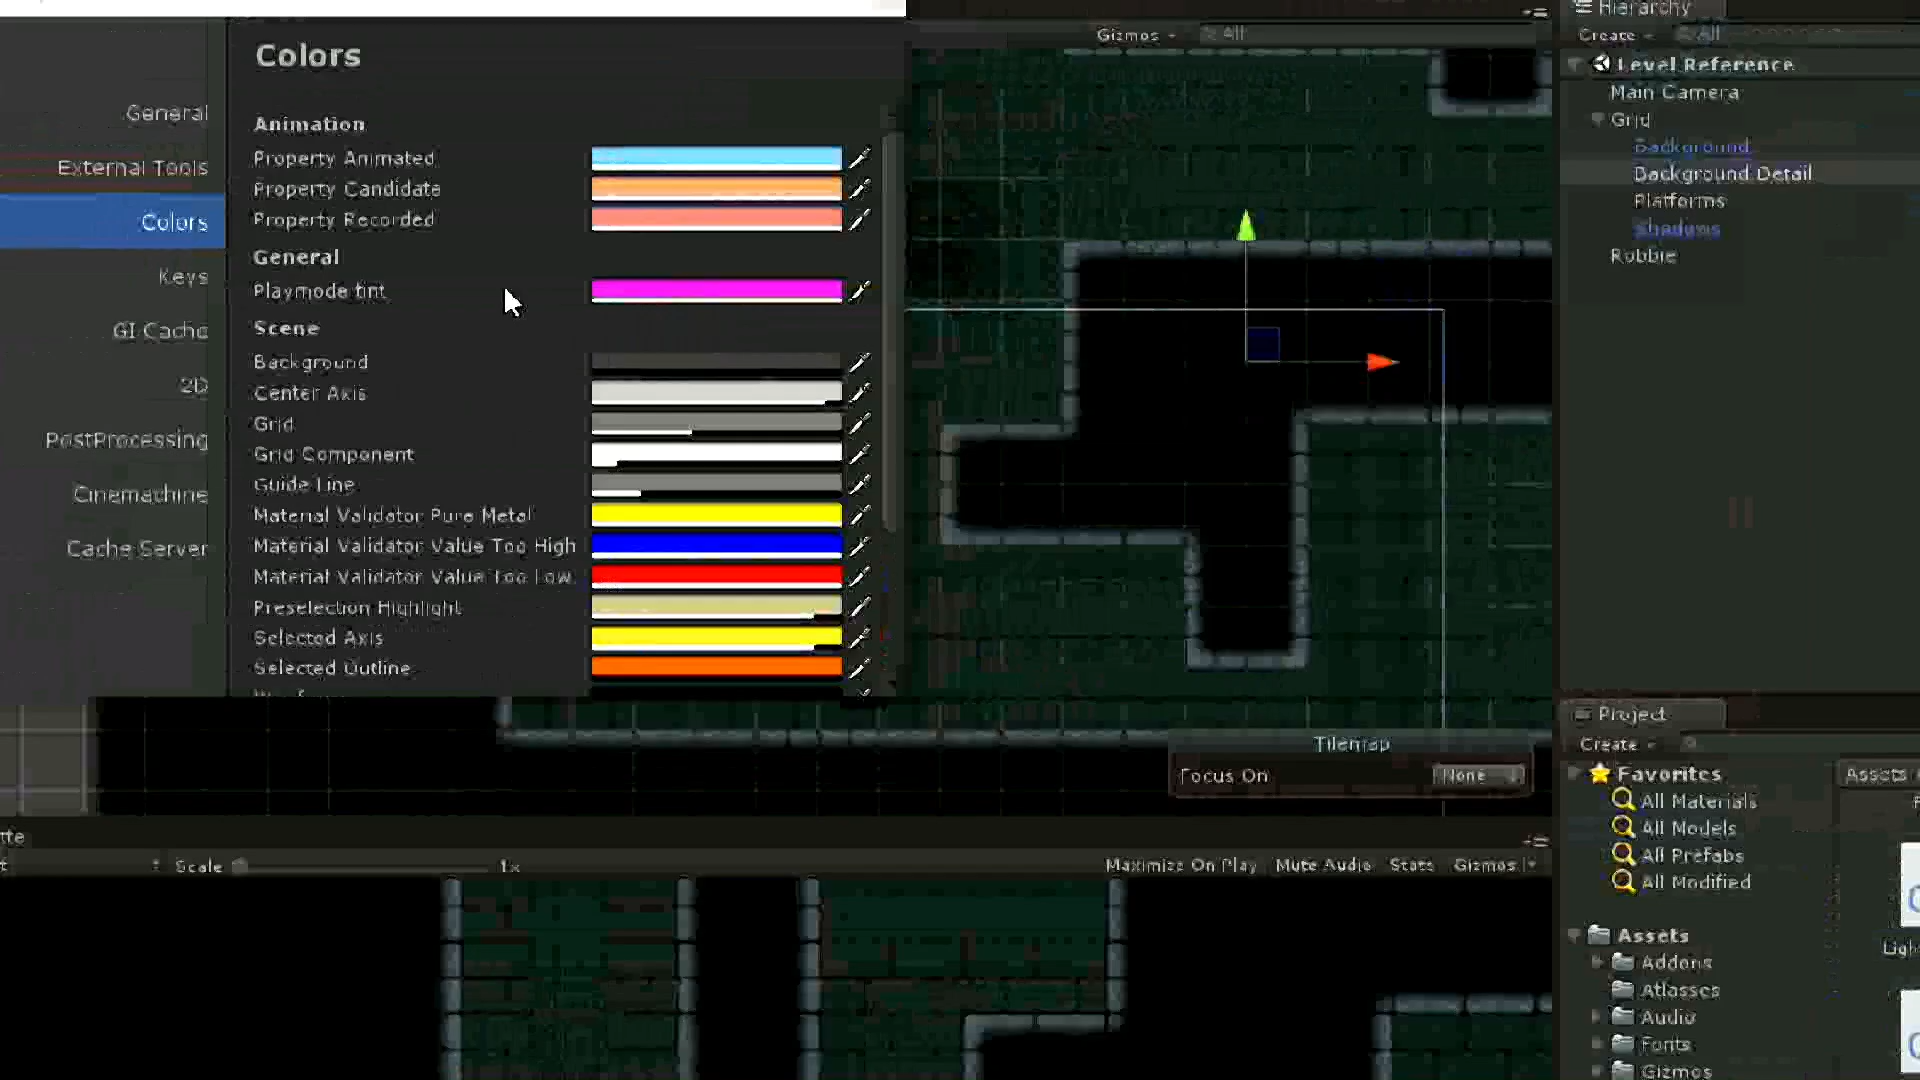 Colors
General
External Tools
Colors
Keys
GI Cache
2D
PostProcessing
Cinemachine
Cache Server
Animation
Property Animated
Property Candidate
Property Recorded
General
Playmode tint
Scene
Background
Center Axis
Grid
Grid Component
Guide Line
Material Validator Pure Metal
Material Validator Value Too High
Material Validator Value Too Low
Preselection Highlight
Selected Axis
Selected Outline
Gizmos
All
Tilemap
Focus On
None
Scale
1x
Maximize On Play
Mute Audio
Stats
Gizmos
Hierarchy
Create
All
Level Reference
Main Camera
Grid
Background
Background Detail
Platforms
Shadows
Robbie
Project
Create
Favorites
All Materials
All Models
All Prefabs
All Modified
Assets
Addons
Atlasses
Audio
Fonts
Gizmos
Assets